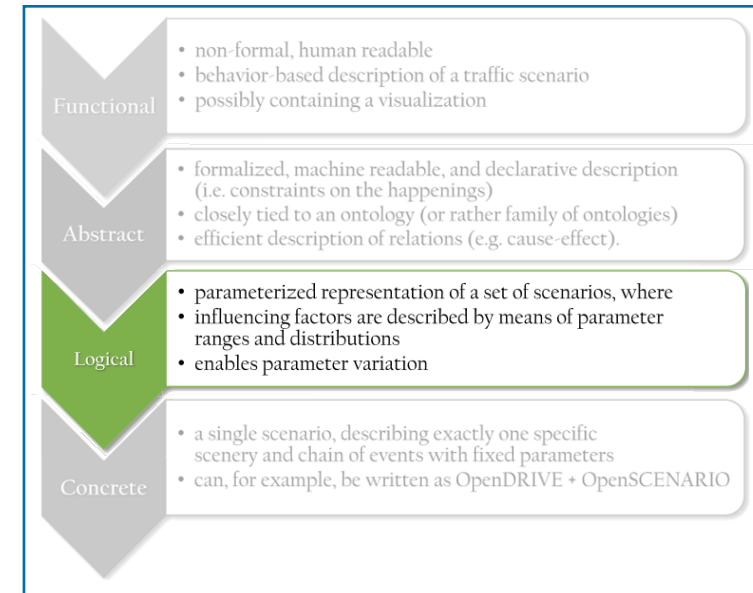 Functional
• non-formal, human readable
• behavior-based description of a traffic scenario
• possibly containing a visualization
Abstract
• formalized, machine readable, and declarative description
(i.e. constraints on the happenings)
• closely tied to an ontology (or rather family of ontologies)
• efficient description of relations (e.g. cause-effect).
Logical
• parameterized representation of a set of scenarios, where
• influencing factors are described by means of parameter
ranges and distributions
• enables parameter variation
Concrete
• a single scenario, describing exactly one specific
scenery and chain of events with fixed parameters
• can, for example, be written as OpenDRIVE + OpenSCENARIO